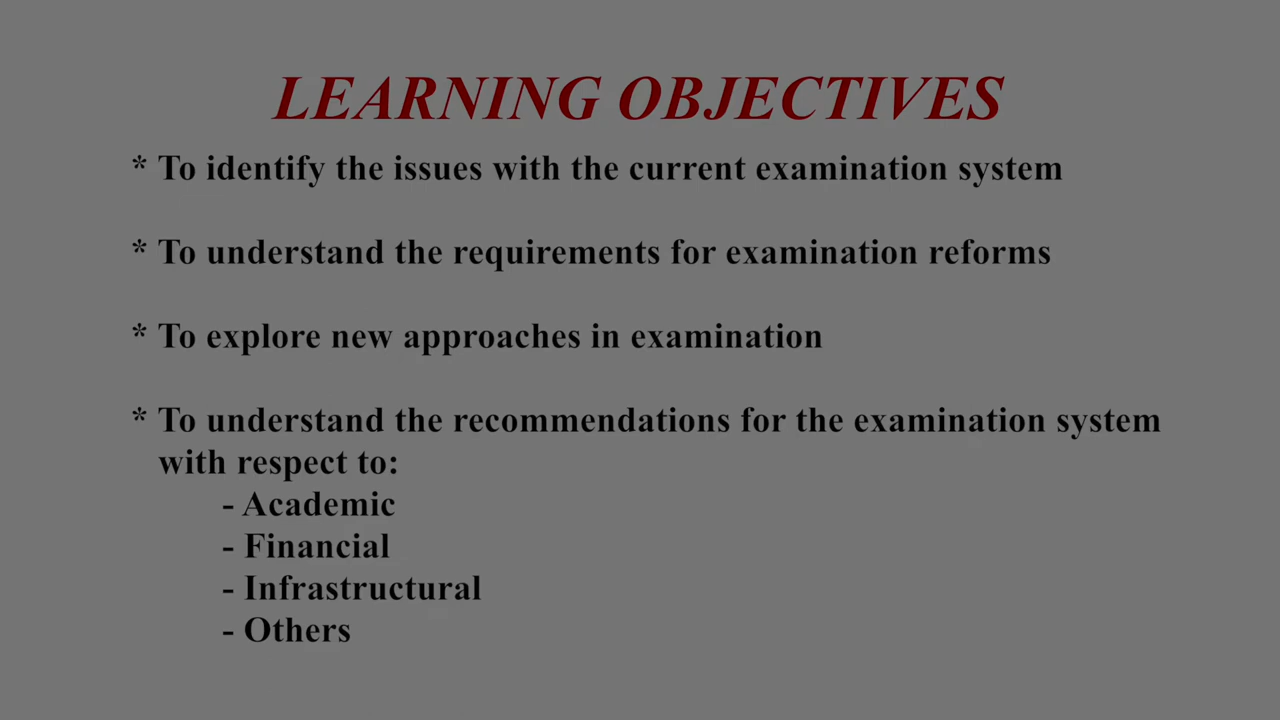 LEARNING OBJECTIVES
* To identify the issues with the current examination system
* To understand the requirements for examination reforms
* To explore new approaches in examination
* To understand the recommendations for the examination system
with respect to:
- Academic
- Financial
- Infrastructural
- Others